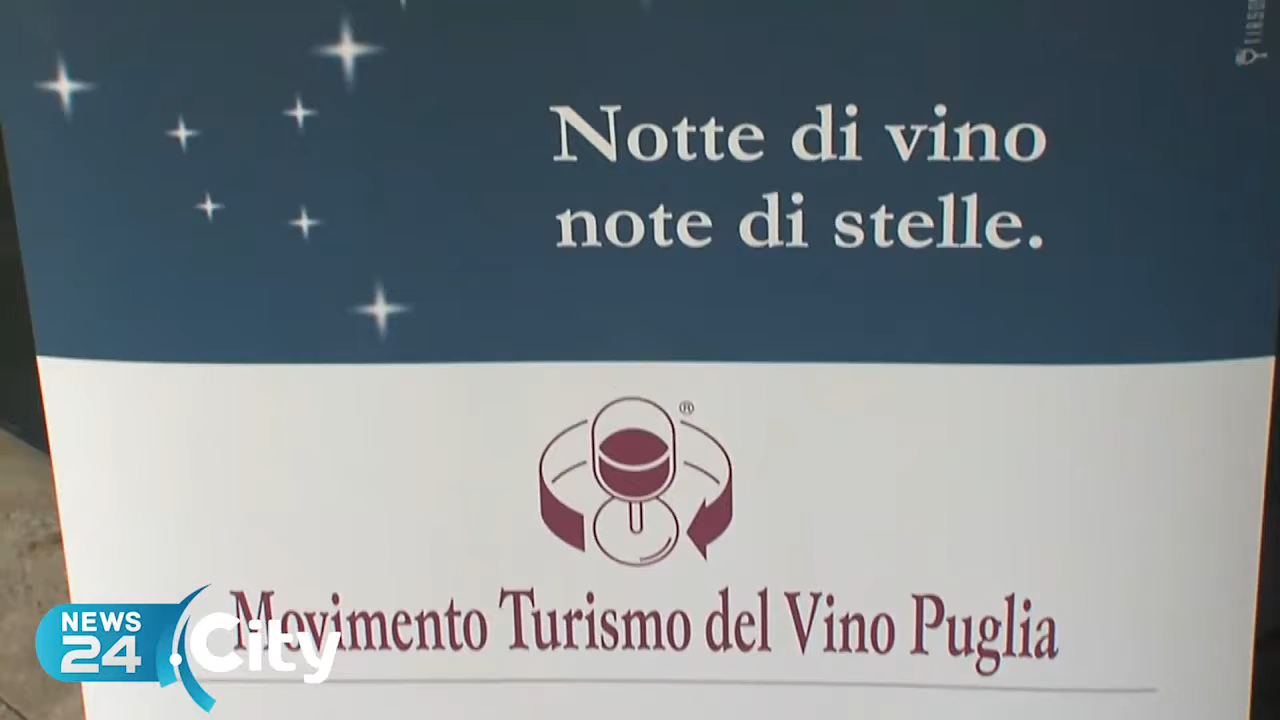 Notte di vino
note di stelle.
®
Movimento Turismo del Vino Puglia
NEWS
24 .City